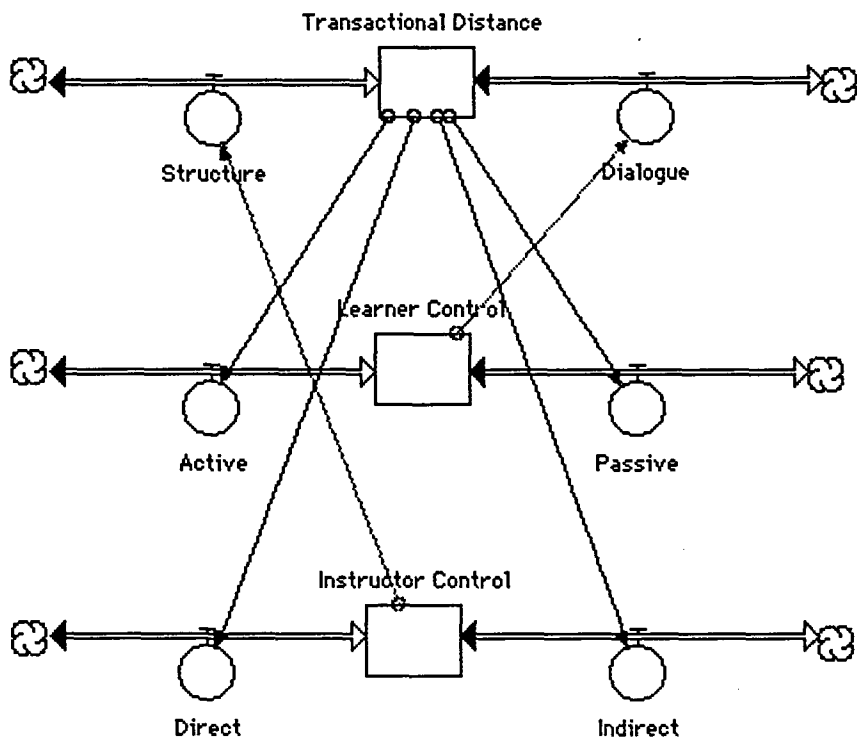 Transactional Distance
Structure
Dialogue
Learner Control
Active
Passive
Instructor Control
Direct
Indirect